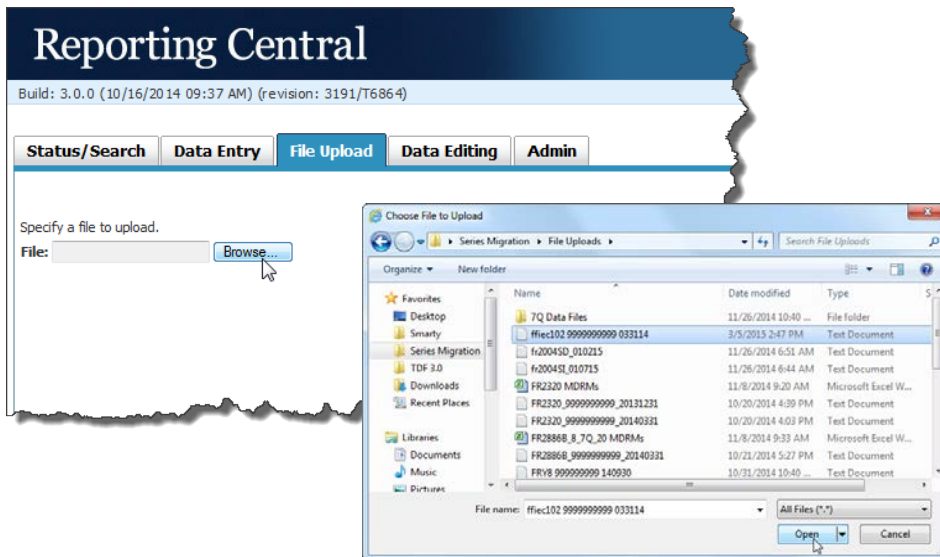 Reporting Central
Build: 3.0.0 (10/16/2014 09:37 AM) (revision: 3191/T6864)
Status/Search Data Entry File Upload Data Editing Admin
Specify a file to upload.
File: Browse...
Choose File to Upload
Series Migration File Uploads Search File Uploads
Organize New folder
Name Date modified Type S
Favorites
Desktop
Smarty
Series Migration
TDF 3.0
Downloads
Recent Places
Libraries
Documents
Music
Pictures
7Q Data Files 11/26/2014 10:40 ... File folder
ffiec102 9999999999 033114 3/5/2015 2:47 PM Text Document
fr2004SD_010215 11/26/2014 6:51 AM Text Document
fr2004SI_010715 11/26/2014 6:44 AM Text Document
FR2320 MDRMs 11/8/2014 9:20 AM Microsoft Excel W...
FR2320_9999999999_20131231 10/20/2014 4:39 PM Text Document
FR2320_9999999999_20140331 10/20/2014 4:03 PM Text Document
FR2886B_8_7Q_20 MDRMs 11/8/2014 9:33 AM Microsoft Excel W...
FR2886B_9999999999_20140331 10/21/2014 5:27 PM Text Document
FRY8 999999999 140930 10/31/2014 10:40 ... Text Document
File name: ffiec102 9999999999 033114 All Files (*.*)
Open Cancel